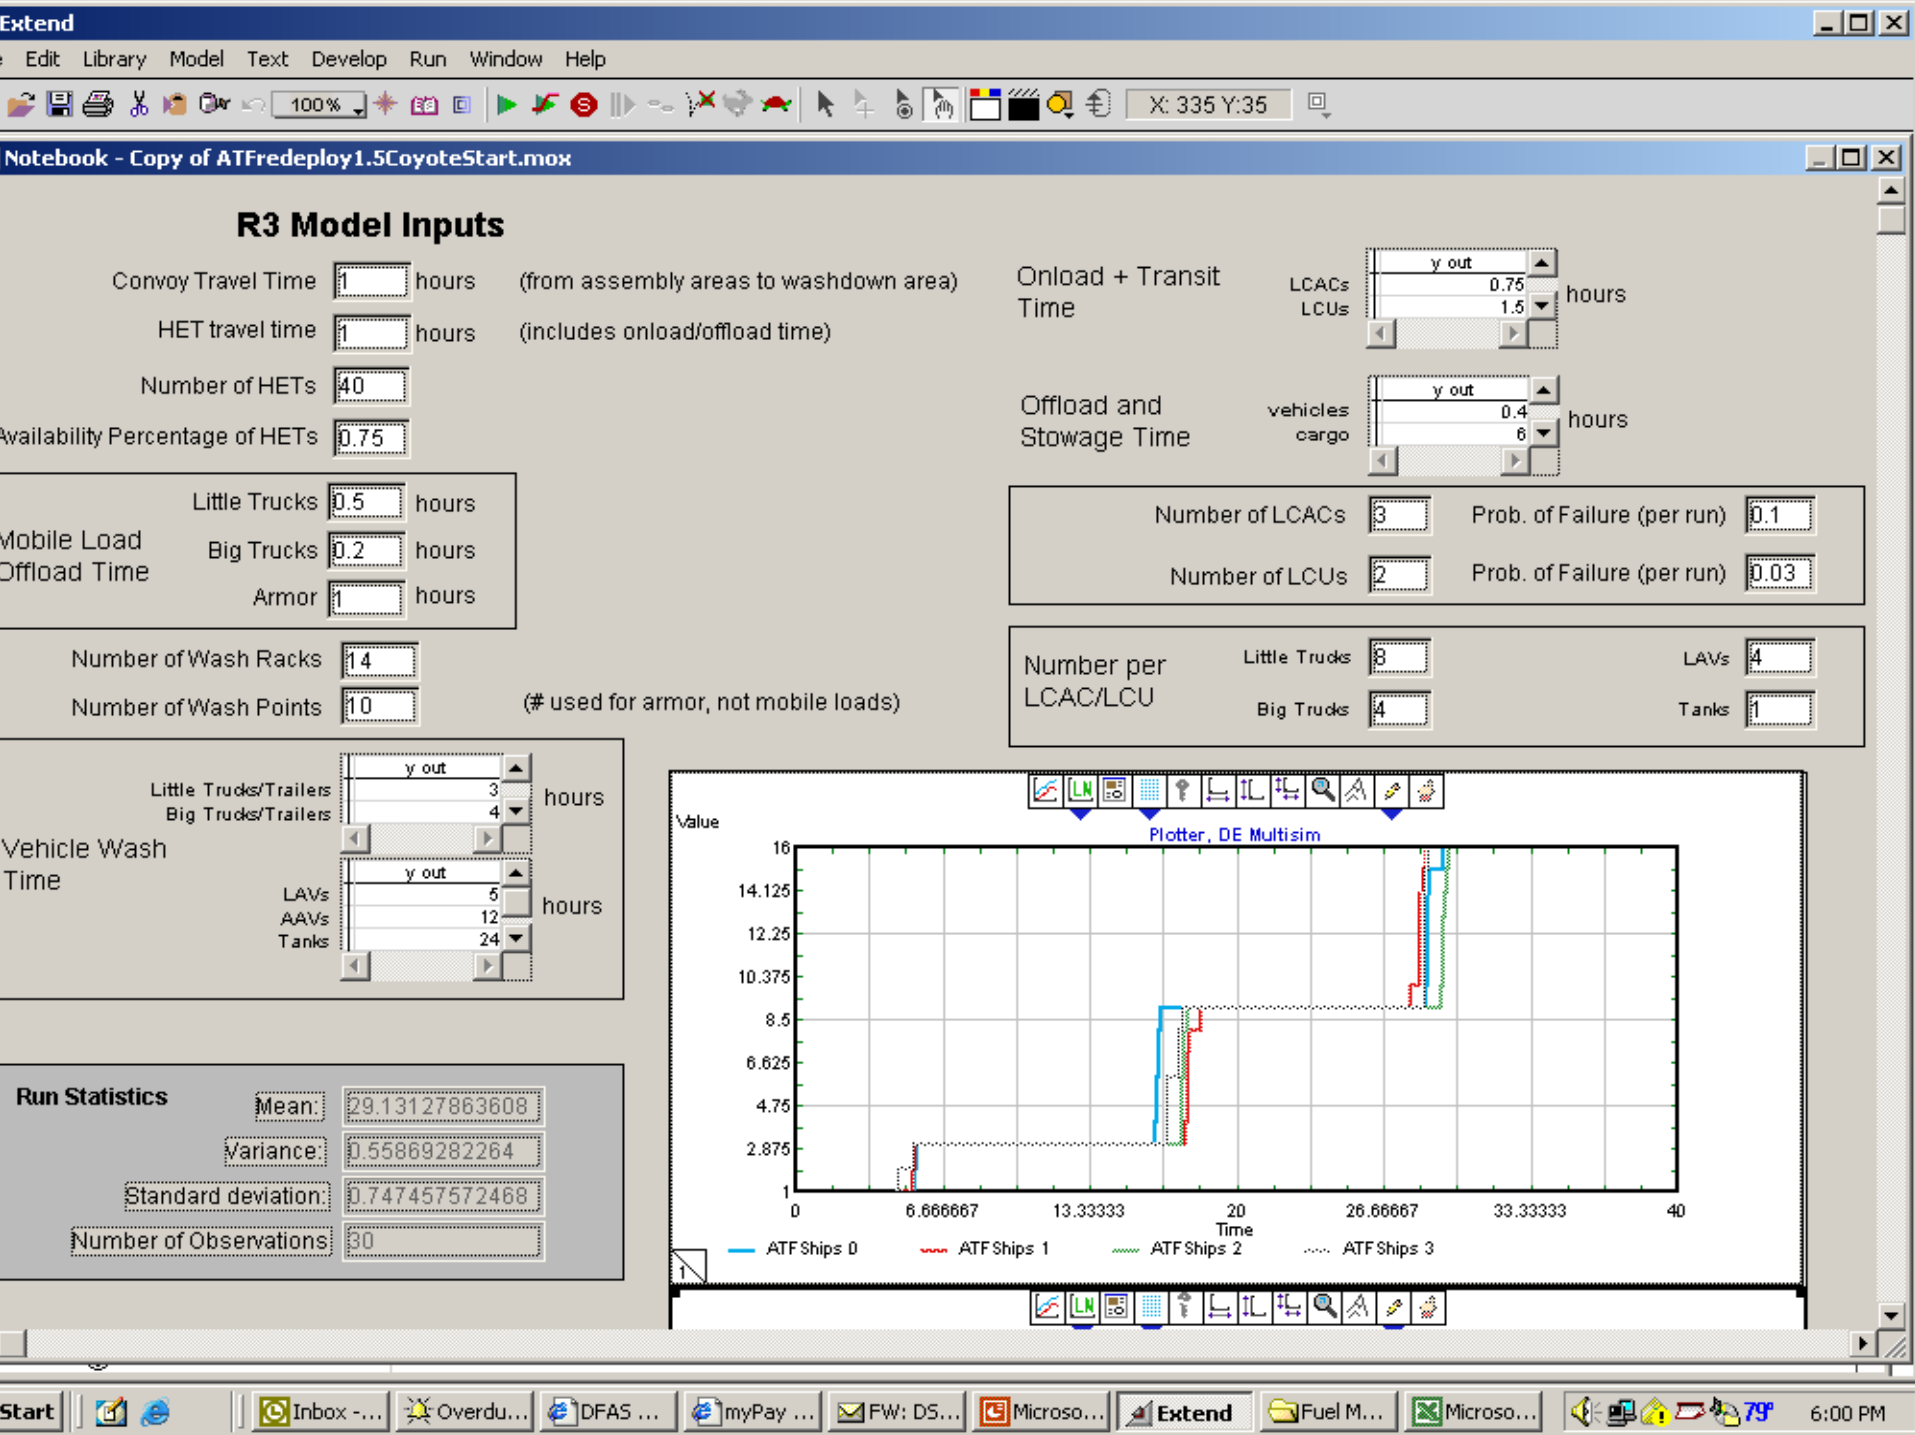 Extend
Edit Library Model Text Develop Run Window Help
100% X: 335 Y:35
Notebook - Copy of ATFredeploy1.5CoyoteStart.mox
R3 Model Inputs
Convoy Travel Time 1 hours (from assembly areas to washdown area)
HET travel time 1 hours (includes onload/offload time)
Number of HETs 40
Availability Percentage of HETs 0.75
Mobile Load
Offload Time
Little Trucks 0.5 hours
Big Trucks 0.2 hours
Armor 1 hours
Number of Wash Racks 14
Number of Wash Points 10 (# used for armor, not mobile loads)
Vehicle Wash
Time
y out
Little Trucks/Trailers 3
Big Trucks/Trailers 4
hours
y out
LAVs 5
AAVs 12
Tanks 24
hours
Run Statistics
Mean: 29.13127863608
Variance: 0.55869282264
Standard deviation: 0.747457572468
Number of Observations 30
Onload + Transit
Time
y out
LCACs 0.75
LCUs 1.5
hours
Offload and
Stowage Time
y out
vehicles 0.4
cargo 6
hours
Number of LCACs 3 Prob. of Failure (per run) 0.1
Number of LCUs 2 Prob. of Failure (per run) 0.03
Number per
LCAC/LCU
Little Trucks 8 LAVs 4
Big Trucks 4 Tanks 1
Value
Plotter, DE Multisim
16
14.125
12.25
10.375
8.5
6.625
4.75
2.875
1
0 6.666667 13.33333 20 26.66667 33.33333 40
Time
ATF Ships 0 ATF Ships 1 ATF Ships 2 ATF Ships 3
1
Start Inbox -... Overdu... DFAS ... myPay ... FW: DS... Microso... Extend Fuel M... Microso... 79° 6:00 PM